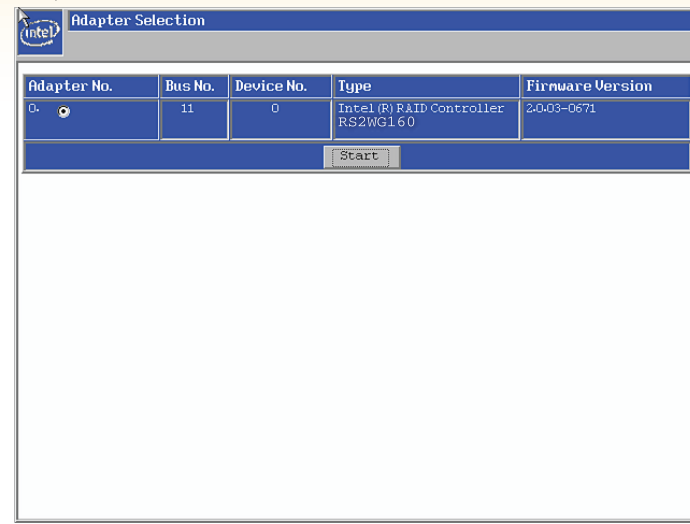 intel
Adapter Selection
Adapter No. Bus No. Device No. Type Firmware Version
0. 11 0 Intel(R) RAID Controller 2.0.03-0671
RS2WG160
Start